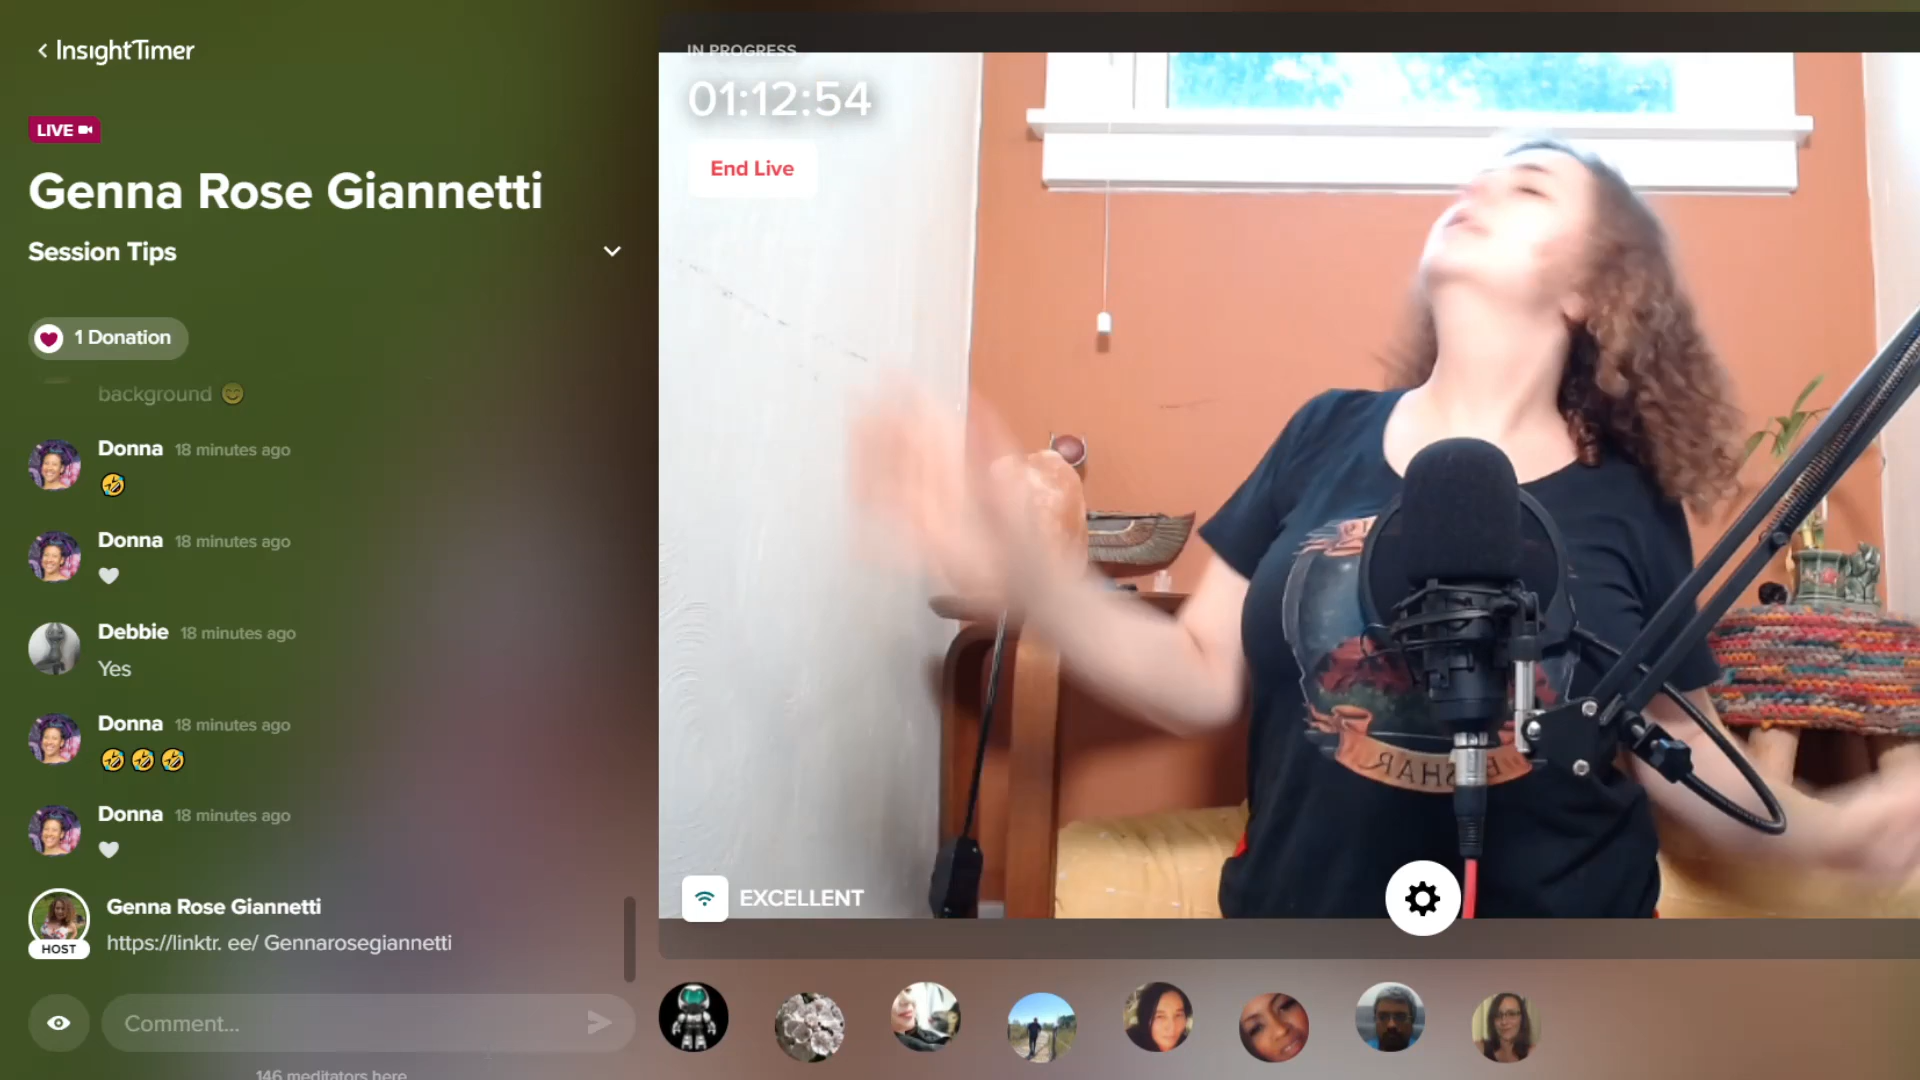 InsightTimer
LIVE
Genna Rose Giannetti
Session Tips
1 Donation
background 😊
Donna 18 minutes ago
🤣
Donna 18 minutes ago
🤍
Debbie 18 minutes ago
Yes
Donna 18 minutes ago
🤣🤣🤣
Donna 18 minutes ago
🤍
Genna Rose Giannetti
HOST
https://linktr. ee/ Gennarosegiannetti
Comment...
146 meditators here
IN PROGRESS
01:12:54
End Live
EXCELLENT